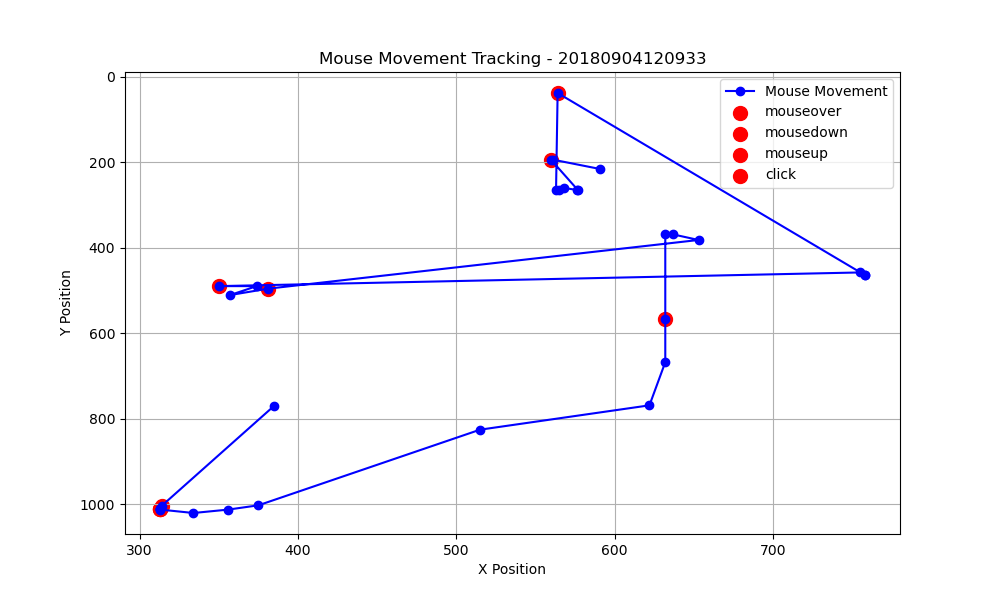 Mouse Movement Tracking - 20180904120933
Mouse Movement
mouseover
mousedown
mouseup
click
0
200
400
600
800
1000
Y Position
300
400
500
600
700
X Position